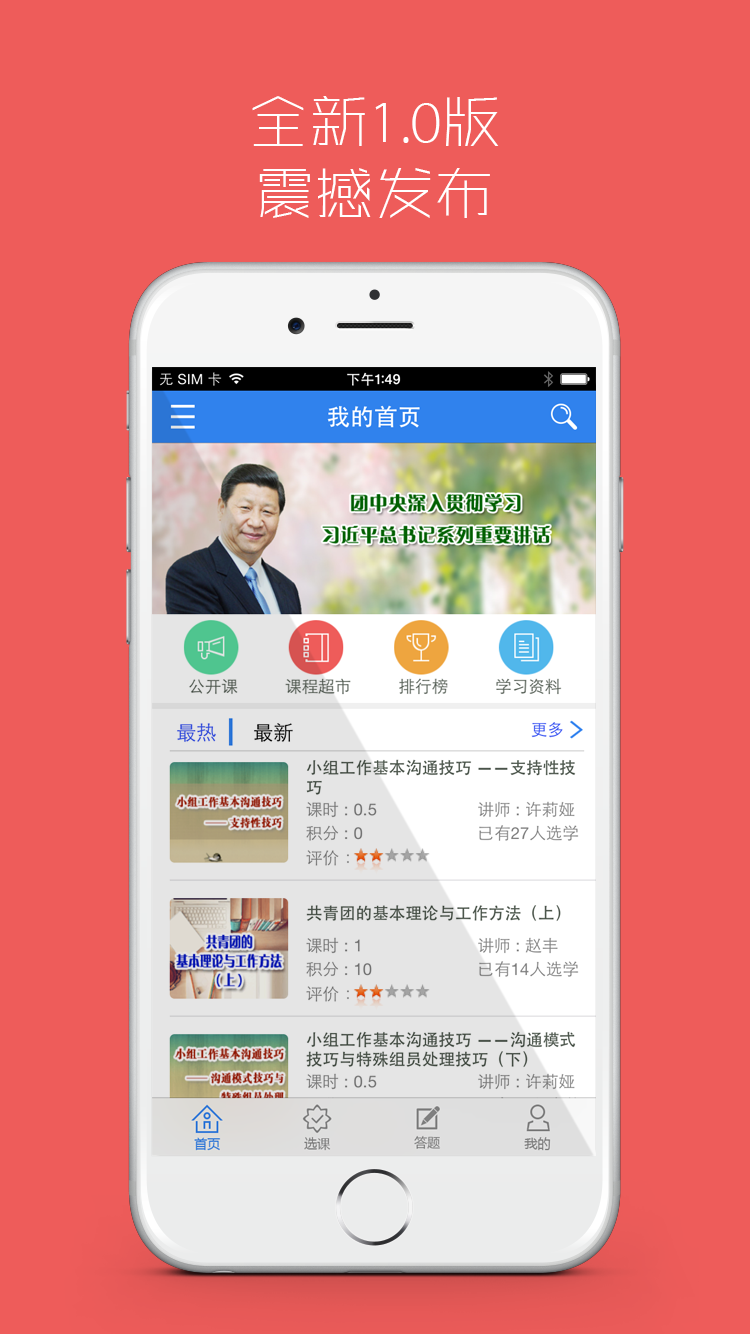 全新1.0版
震撼发布
无 SIM 卡
下午1:49
我的首页
团中央深入贯彻学习
习近平总书记系列重要讲话
公开课
课程超市
排行榜
学习资料
最热
最新
更多
小组工作基本沟通技巧
——支持性技巧
小组工作基本沟通技巧 ——支持性技
巧
课时:0.5
讲师:许莉娅
积分:0
已有27人选学
评价:
共青团的
基本理论与工作方法
(上)
共青团的基本理论与工作方法（上）
课时:1
讲师:赵丰
积分:10
已有14人选学
评价:
小组工作基本沟通技巧
——沟通模式技巧与
特殊组员处理
小组工作基本沟通技巧 ——沟通模式
技巧与特殊组员处理技巧（下）
课时:0.5
讲师:许莉娅
首页
选课
答题
我的